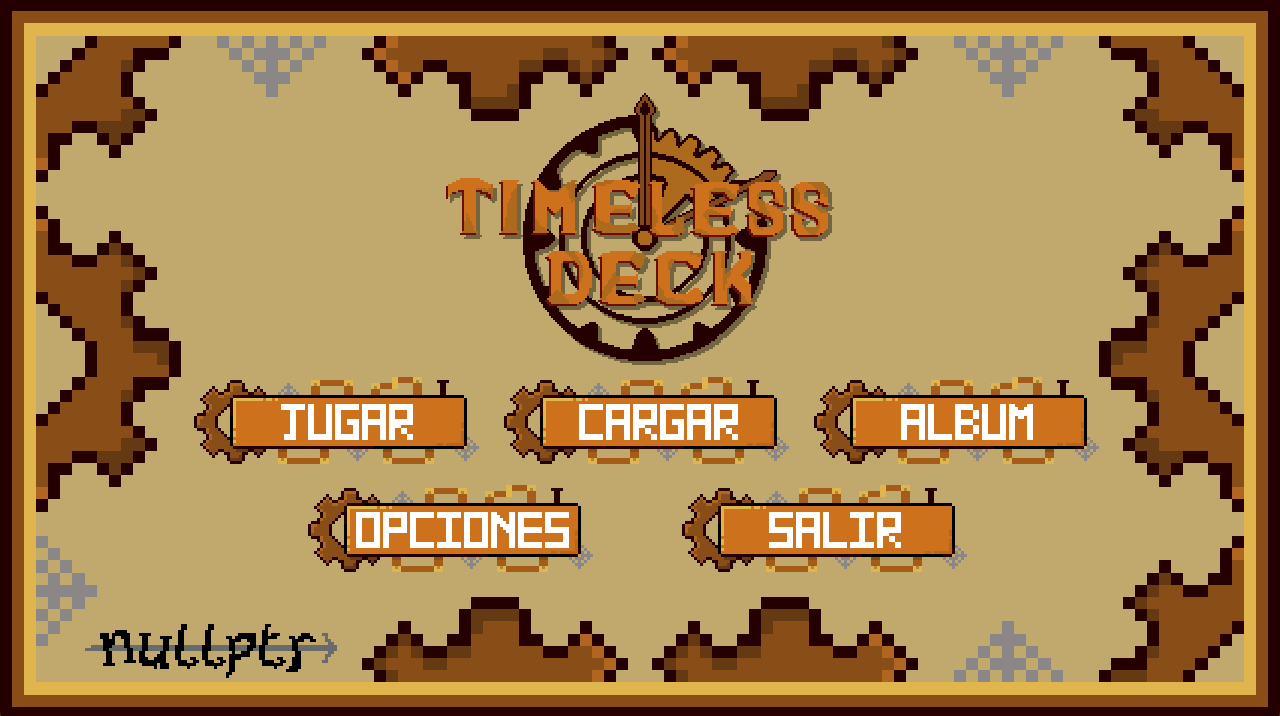 TIMELESS
DECK
JUGAR
CARGAR
ALBUM
OPCIONES
SALIR
nullptr